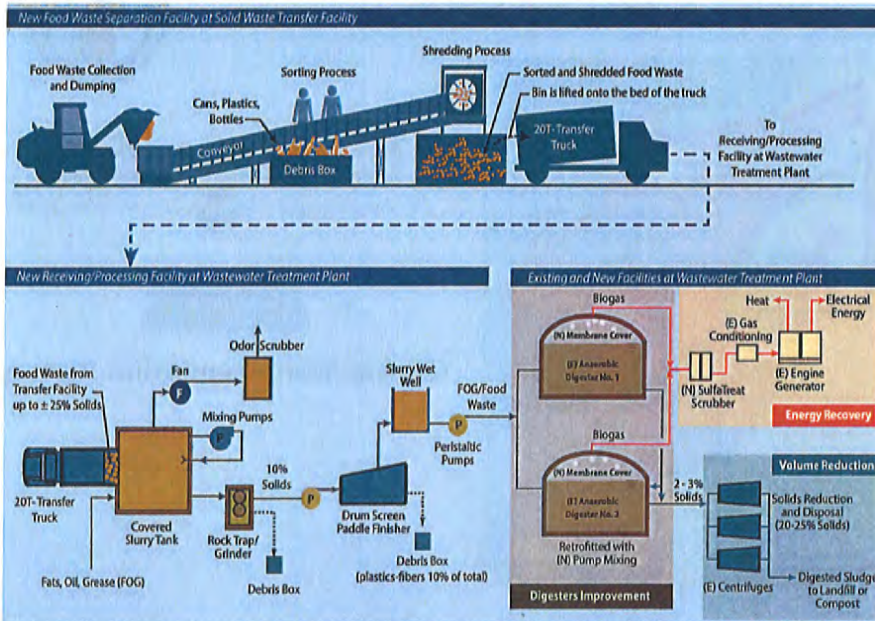 New Food Waste Separation Facility at Solid Waste Transfer Facility
Food Waste Collection
and Dumping
Sorting Process
Cans, Plastics,
Bottles
Conveyor
Debris Box
Shredding Process
Sorted and Shredded Food Waste
Bin is lifted onto the bed of the truck
20T-Transfer
Truck
To
Receiving/Processing
Facility at Wastewater
Treatment Plant
New Receiving/Processing Facility at Wastewater Treatment Plant
Food Waste from
Transfer Facility
up to ± 25% Solids
Fan
F
Odor Scrubber
Mixing Pumps
P
20T-Transfer
Truck
Covered
Slurry Tank
Fats, Oil, Grease (FOG)
10%
Solids
Rock Trap/
Grinder
Debris Box
P
Slurry Wet
Well
Drum Screen
Paddle Finisher
Debris Box
(plastics-fibers 10% of total)
FOG/Food
Waste
P
Peristaltic
Pumps
Existing and New Facilities at Wastewater Treatment Plant
Biogas
(N) Membrane Cover
(E) Anaerobic
Digester No. 1
Biogas
(N) Membrane Cover
(E) Anaerobic
Digester No. 2
Retrofitted with
(N) Pump Mixing
Digesters Improvement
Heat
Electrical
Energy
(E) Gas
Conditioning
(N) SulfaTreat
Scrubber
(E) Engine
Generator
Energy Recovery
Volume Reduction
2 - 3%
Solids
Solids Reduction
and Disposal
(20-25% Solids)
(E) Centrifuges
Digested Sludge
to Landfill or
Compost